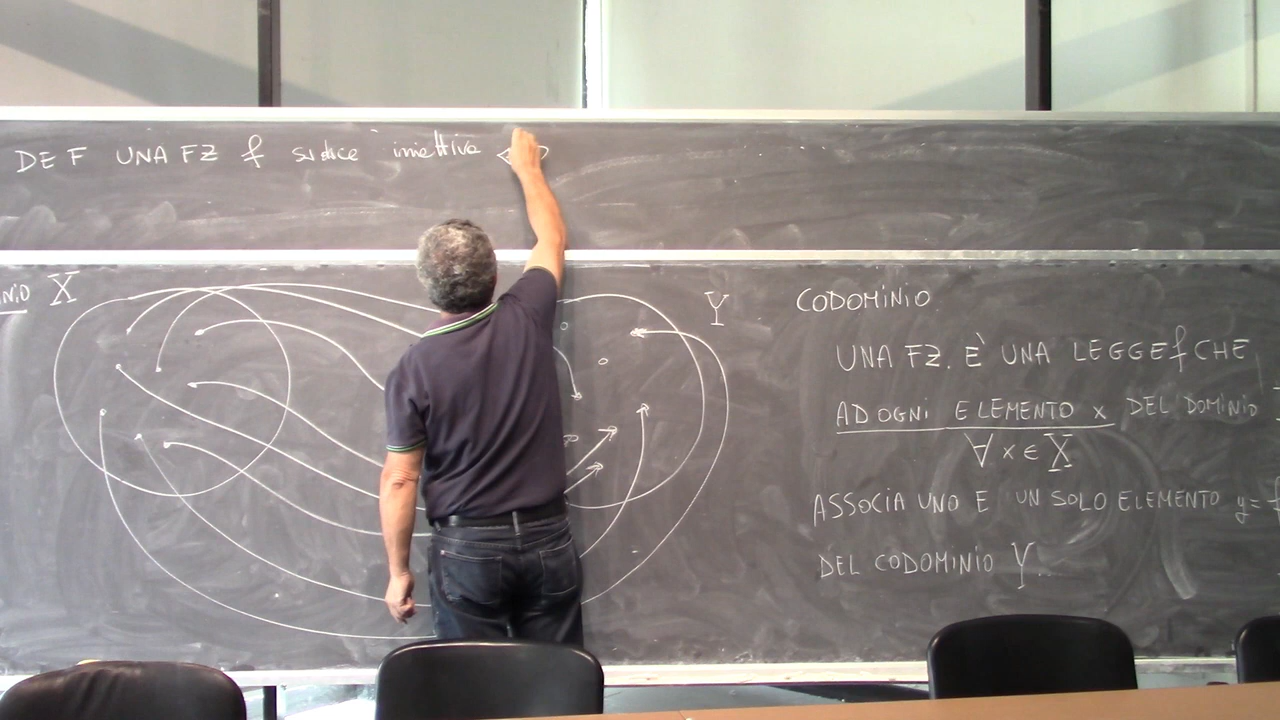 DEF UNA FZ f si dice iniettiva
X
Y
CODOMINIO
UNA FZ. È UNA LEGGE f CHE
AD OGNI ELEMENTO x DEL DOMINIO
∀ x ∈ X
ASSOCIA UNO E UN SOLO ELEMENTO y =
DEL CODOMINIO Y...